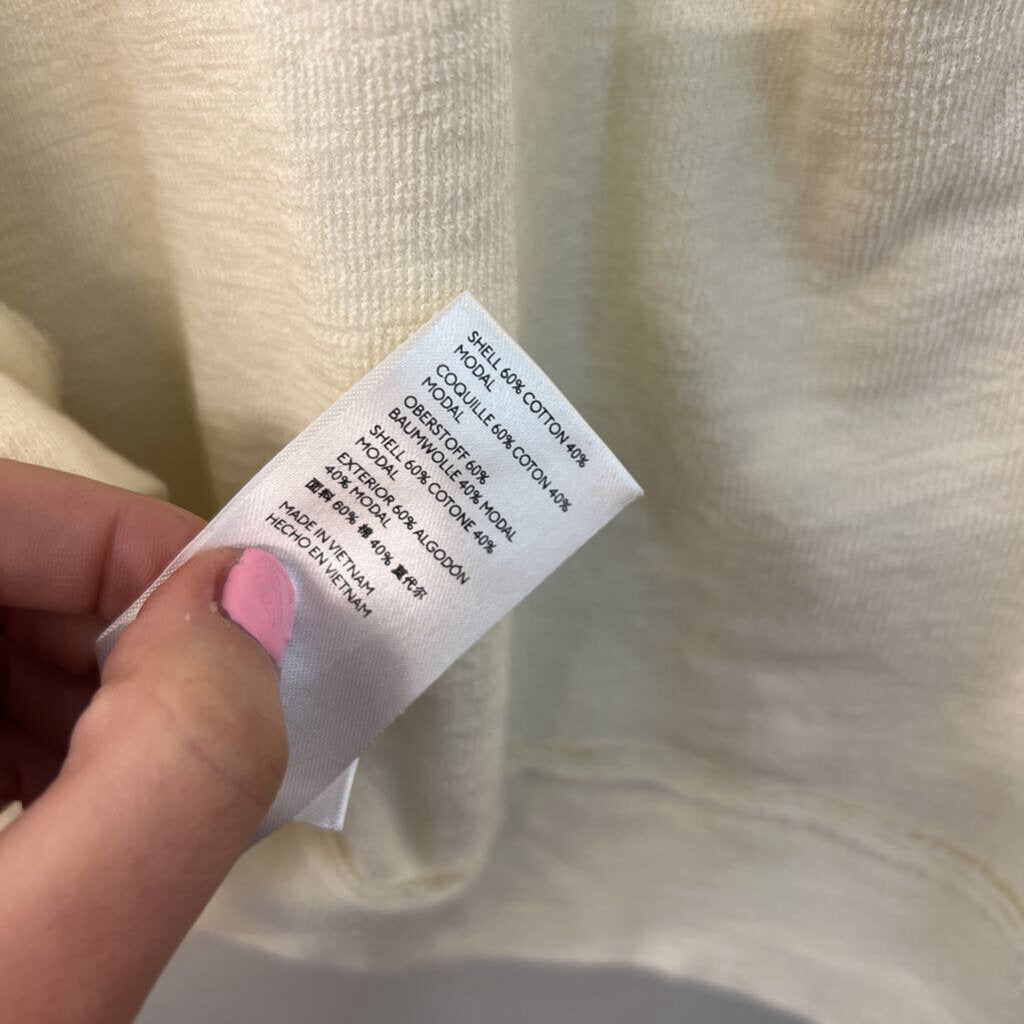 SHELL 60% COTTON 40%
MODAL
COQUILLE 60% COTON 40%
MODAL
OBERSTOFF 60%
BAUMWOLLE 40% MODAL
SHELL 60% COTONE 40%
MODAL
EXTERIOR 60% ALGODÓN
40% MODAL
面料 60% 棉 40% 莫代尔
MADE IN VIETNAM
HECHO EN VIETNAM